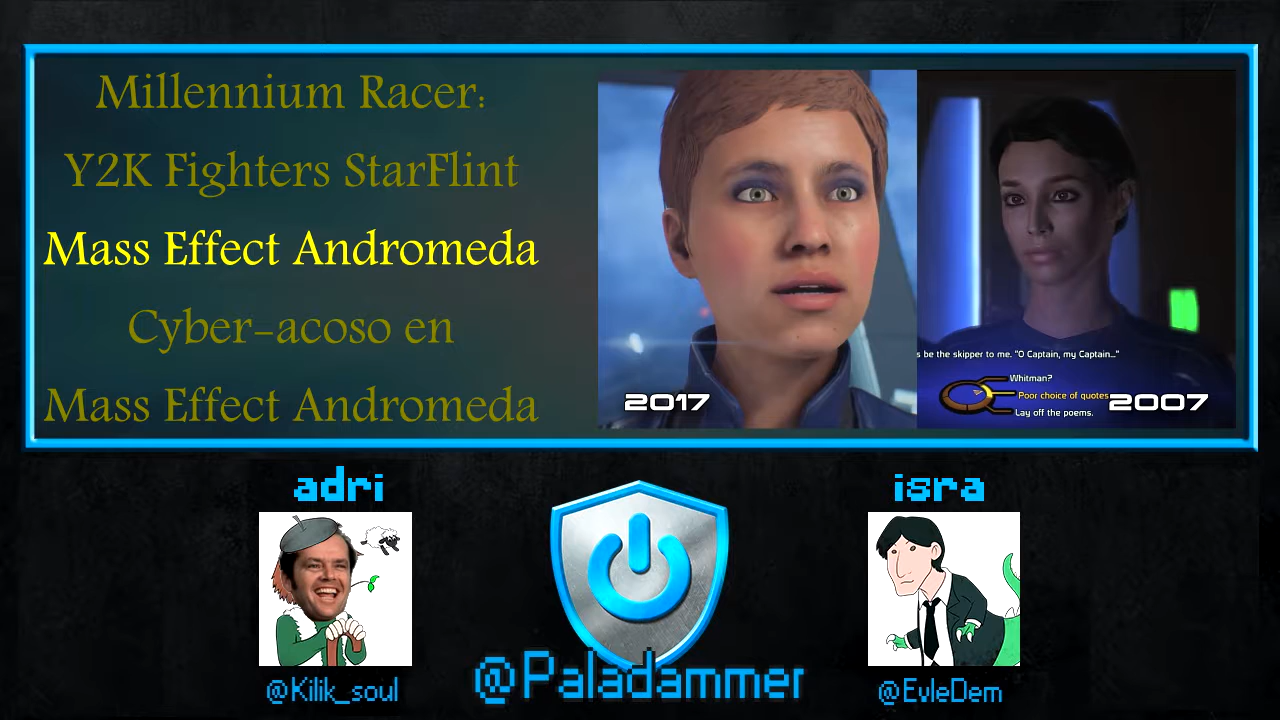 Millennium Racer:
Y2K Fighters StarFlint
Mass Effect Andromeda
Cyber-acoso en
Mass Effect Andromeda
2017
s be the skipper to me. "O Captain, my Captain..."
Whitman?
Poor choice of quotes
Lay off the poems.
2007
adri
isra
@Kilik_soul
@Paladammer
@EvleDem